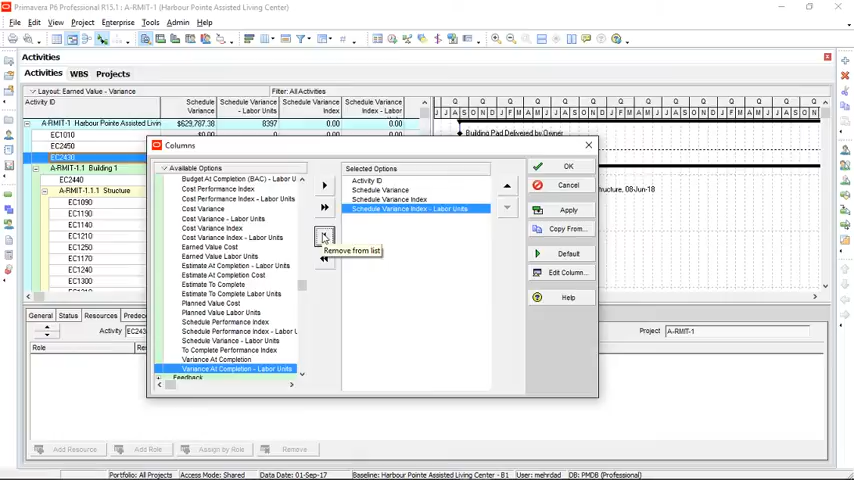 Primavera P6 Professional R15.1 : A-RMIT-1 (Harbour Pointe Assisted Living Center)
File Edit View Project Enterprise Tools Admin Help
Activities
Activities WBS Projects
Layout: Earned Value - Variance Filter: All Activities
Activity ID Schedule Variance Schedule Variance - Labor Units Schedule Variance Index Schedule Variance Index - Labor Units
A-RMIT-1 Harbour Pointe Assisted Livin $629,787.38 8397 0.00 0.00
EC1010
EC2450
EC2430
A-RMIT-1.1 Building 1
EC2440
A-RMIT-1.1.1 Structure
EC1090
EC1190
EC1140
EC1210
EC1250
EC1170
EC1240
EC1300
Q Q Q Q Q Q Q Q
Building Pad Delivered by Owner
Structure, 08-Jun-18
Columns
Available Options
Budget At Completion (BAC) - Labor U
Cost Performance Index
Cost Performance Index - Labor Units
Cost Variance
Cost Variance - Labor Units
Cost Variance Index
Cost Variance Index - Labor Units
Earned Value Cost
Earned Value Labor Units
Estimate At Completion - Labor Units
Estimate At Completion Cost
Estimate To Complete
Estimate To Complete Labor Units
Planned Value Cost
Planned Value Labor Units
Schedule Performance Index
Schedule Performance Index - Labor U
Schedule Variance - Labor Units
To Complete Performance Index
Variance At Completion
Variance At Completion - Labor Units
Feedback
Remove from list
Selected Options
Activity ID
Schedule Variance
Schedule Variance Index
Schedule Variance Index - Labor Units
OK
Cancel
Apply
Copy From...
Default
Edit Column...
Help
General Status Resources Predec
Activity EC243 Project A-RMIT-1
Role
Add Resource Add Role Assign by Role Remove
Portfolio: All Projects Access Mode: Shared Data Date: 01-Sep-17 Baseline: Harbour Pointe Assisted Center - B1 User: mehrdad DB: PMDB (Professional)